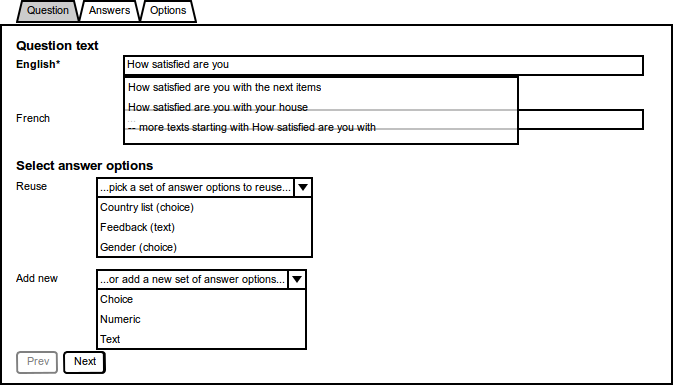 Question Answers Options
Question text
English* How satisfied are you
How satisfied are you with the next items
How satisfied are you with your house
French
...
-- more texts starting with How satisfied are you with
Select answer options
Reuse ...pick a set of answer options to reuse...
Country list (choice)
Feedback (text)
Gender (choice)
Add new ...or add a new set of answer options...
Choice
Numeric
Text
Prev Next